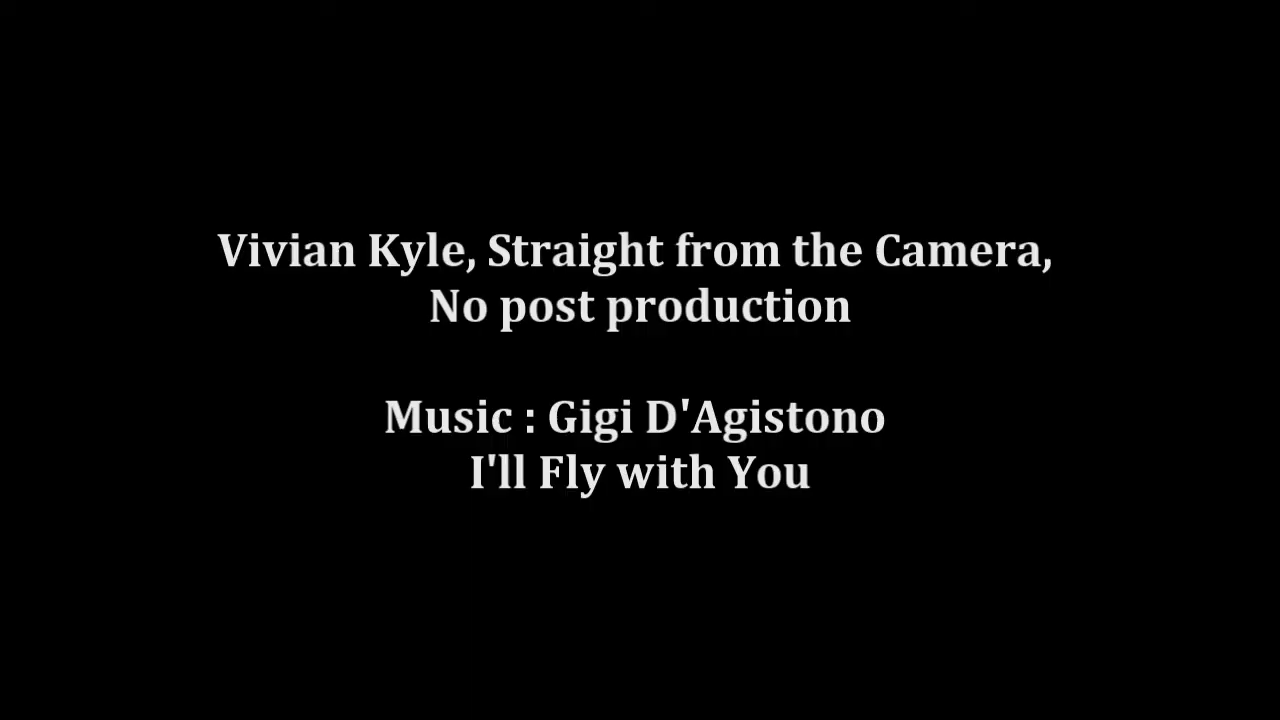 Vivian Kyle, Straight from the Camera,
No post production
Music : Gigi D'Agistono
I'll Fly with You